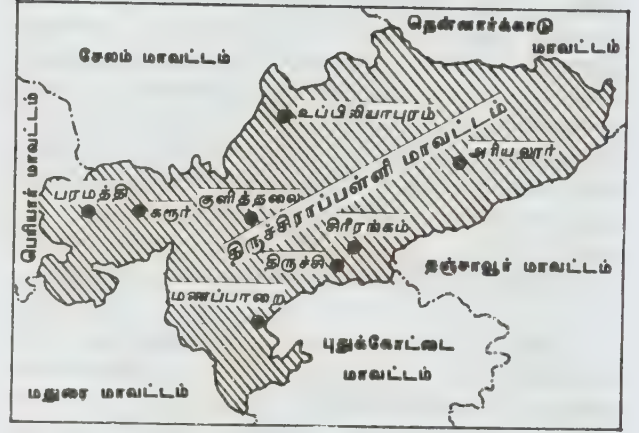 தென்னார்க்காடு
மாவட்டம்
சேலம் மாவட்டம்
பெரியார் மாவட்டம்
உப்பிலியாபுரம்
திருச்சிராப்பள்ளி மாவட்டம்
அரியலூர்
பரமத்தி
கரூர்
குளித்தலை
சிரீரங்கம்
திருச்சி
தஞ்சாவூர் மாவட்டம்
மணப்பாறை
புதுக்கோட்டை
மாவட்டம்
மதுரை மாவட்டம்